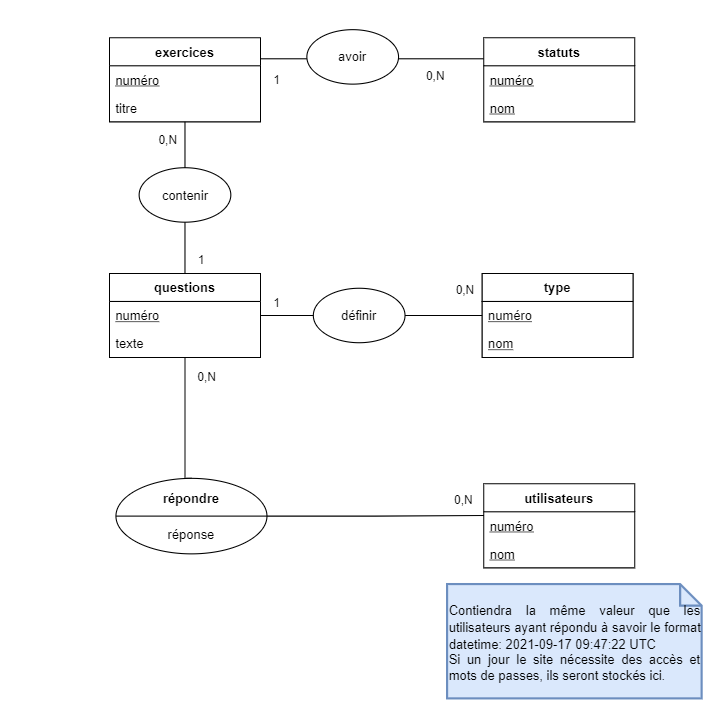 exercices
numéro
titre
1
avoir
0,N
statuts
numéro
nom
0,N
contenir
1
questions
numéro
texte
1
définir
0,N
type
numéro
nom
0,N
répondre
réponse
0,N
utilisateurs
numéro
nom
Contiendra la même valeur que les
utilisateurs ayant répondu à savoir le format
datetime: 2021-09-17 09:47:22 UTC
Si un jour le site nécessite des accès et
mots de passes, ils seront stockés ici.